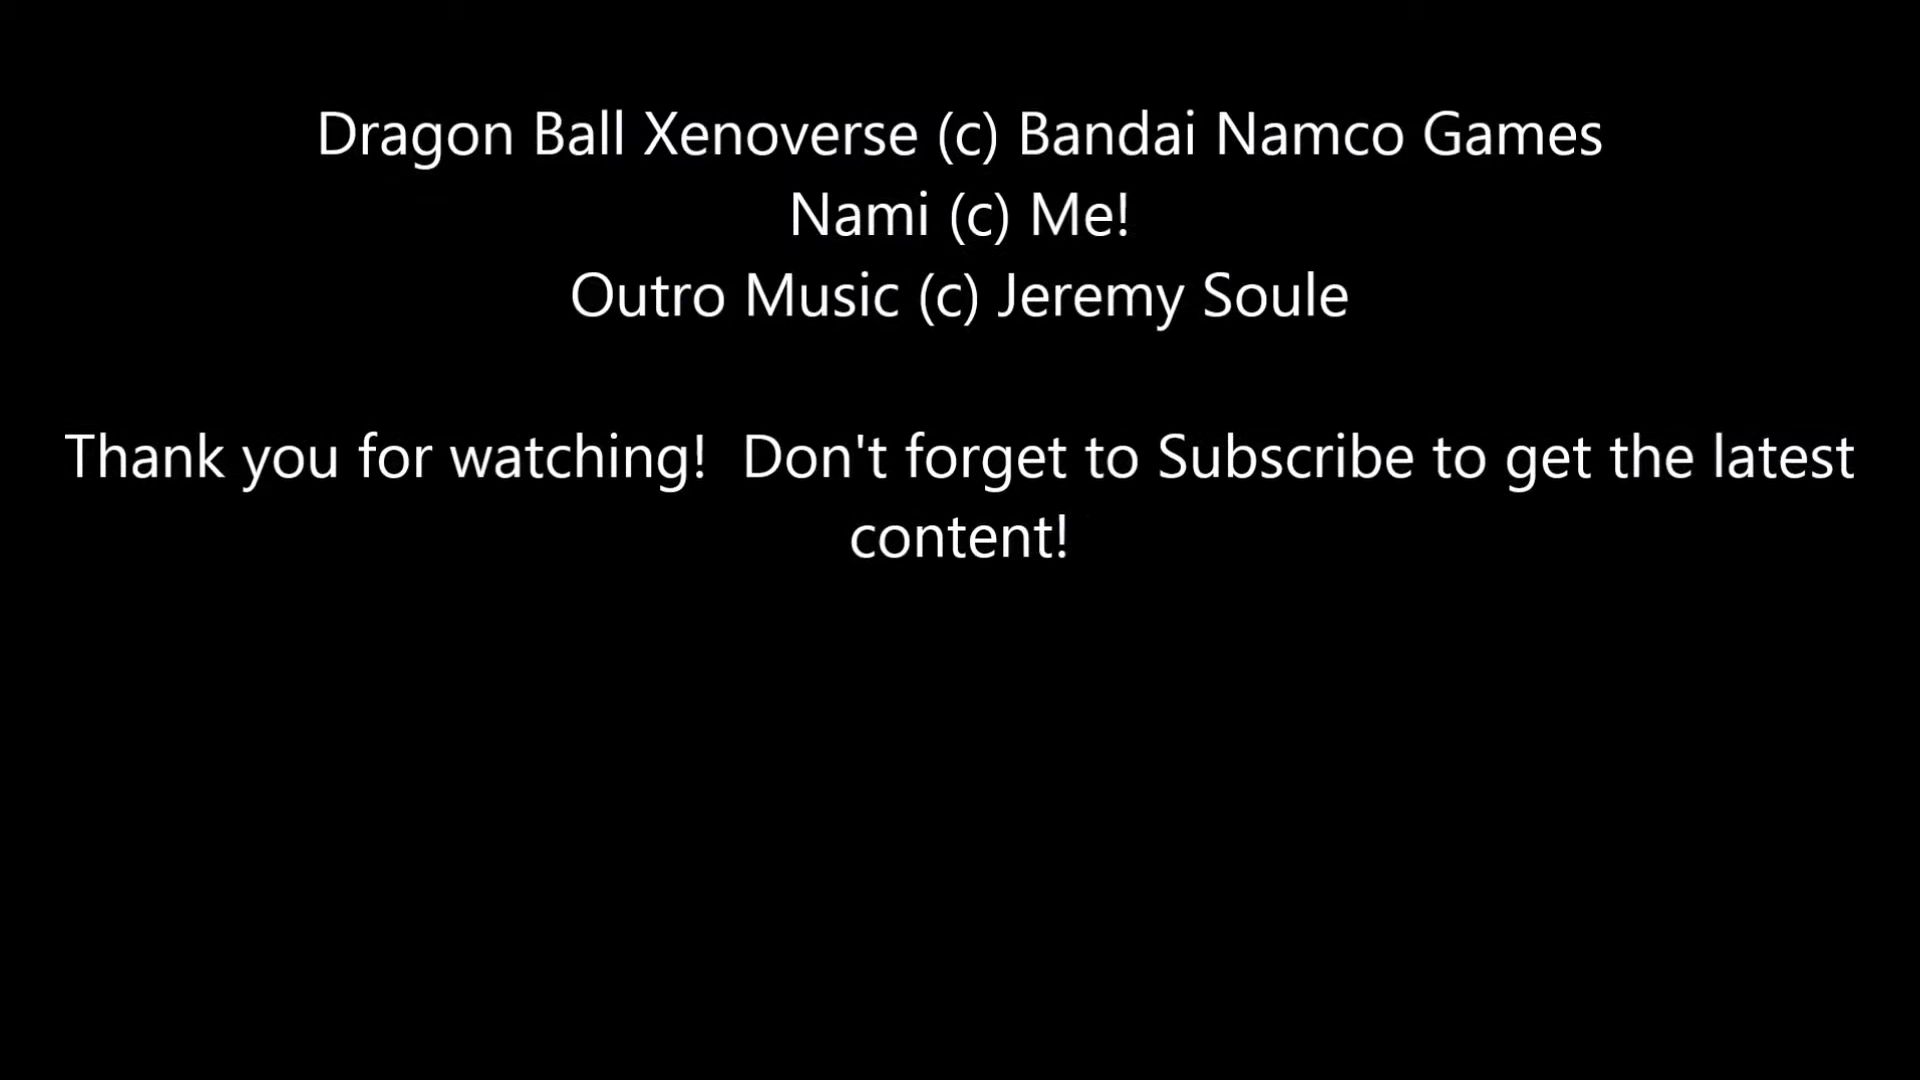 Dragon Ball Xenoverse (c) Bandai Namco Games
Nami (c) Me!
Outro Music (c) Jeremy Soule
Thank you for watching!  Don't forget to Subscribe to get the latest
content!